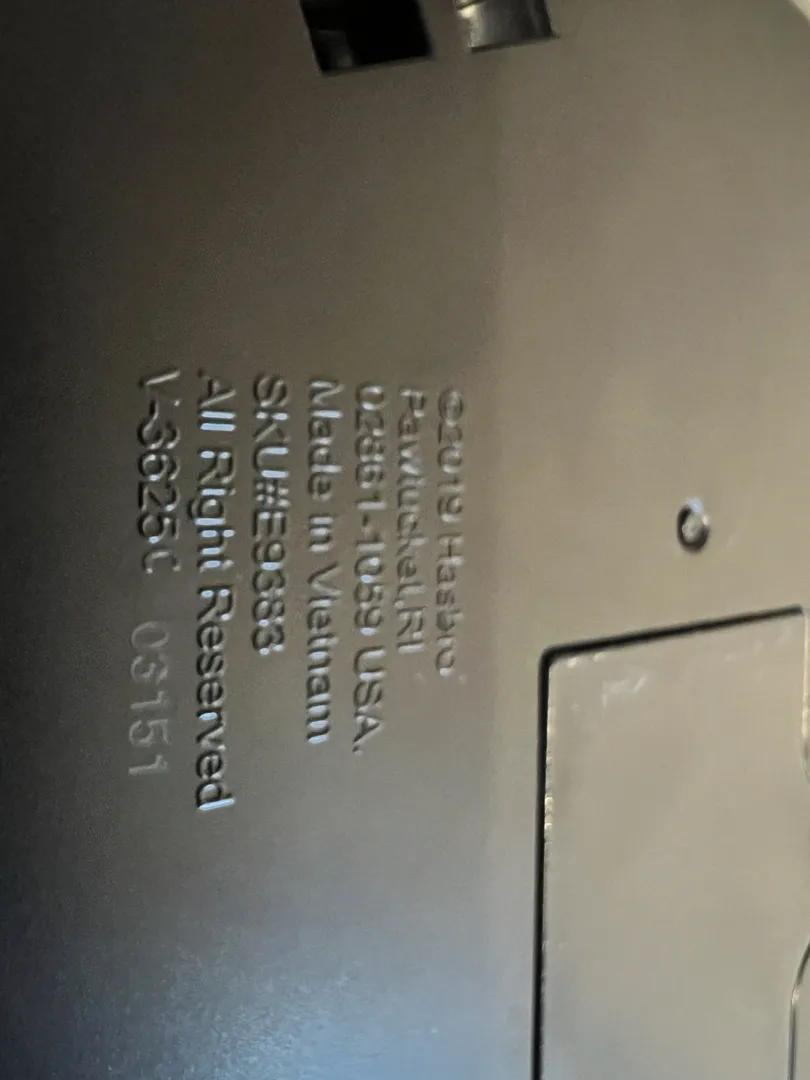 ©2019 Hasbro
Pawtucket,RI
02861-1059 USA.
Made in Vietnam
SKU#E9383
All Right Reserved
V-3625C 03151